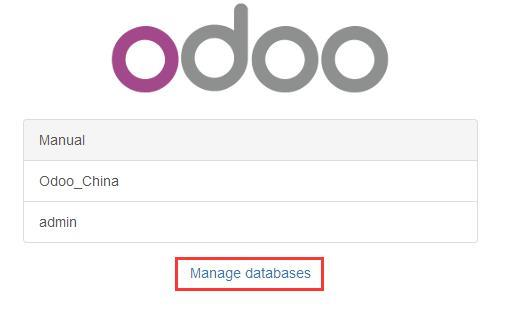 odoo
Manual
Odoo_China
admin
Manage databases